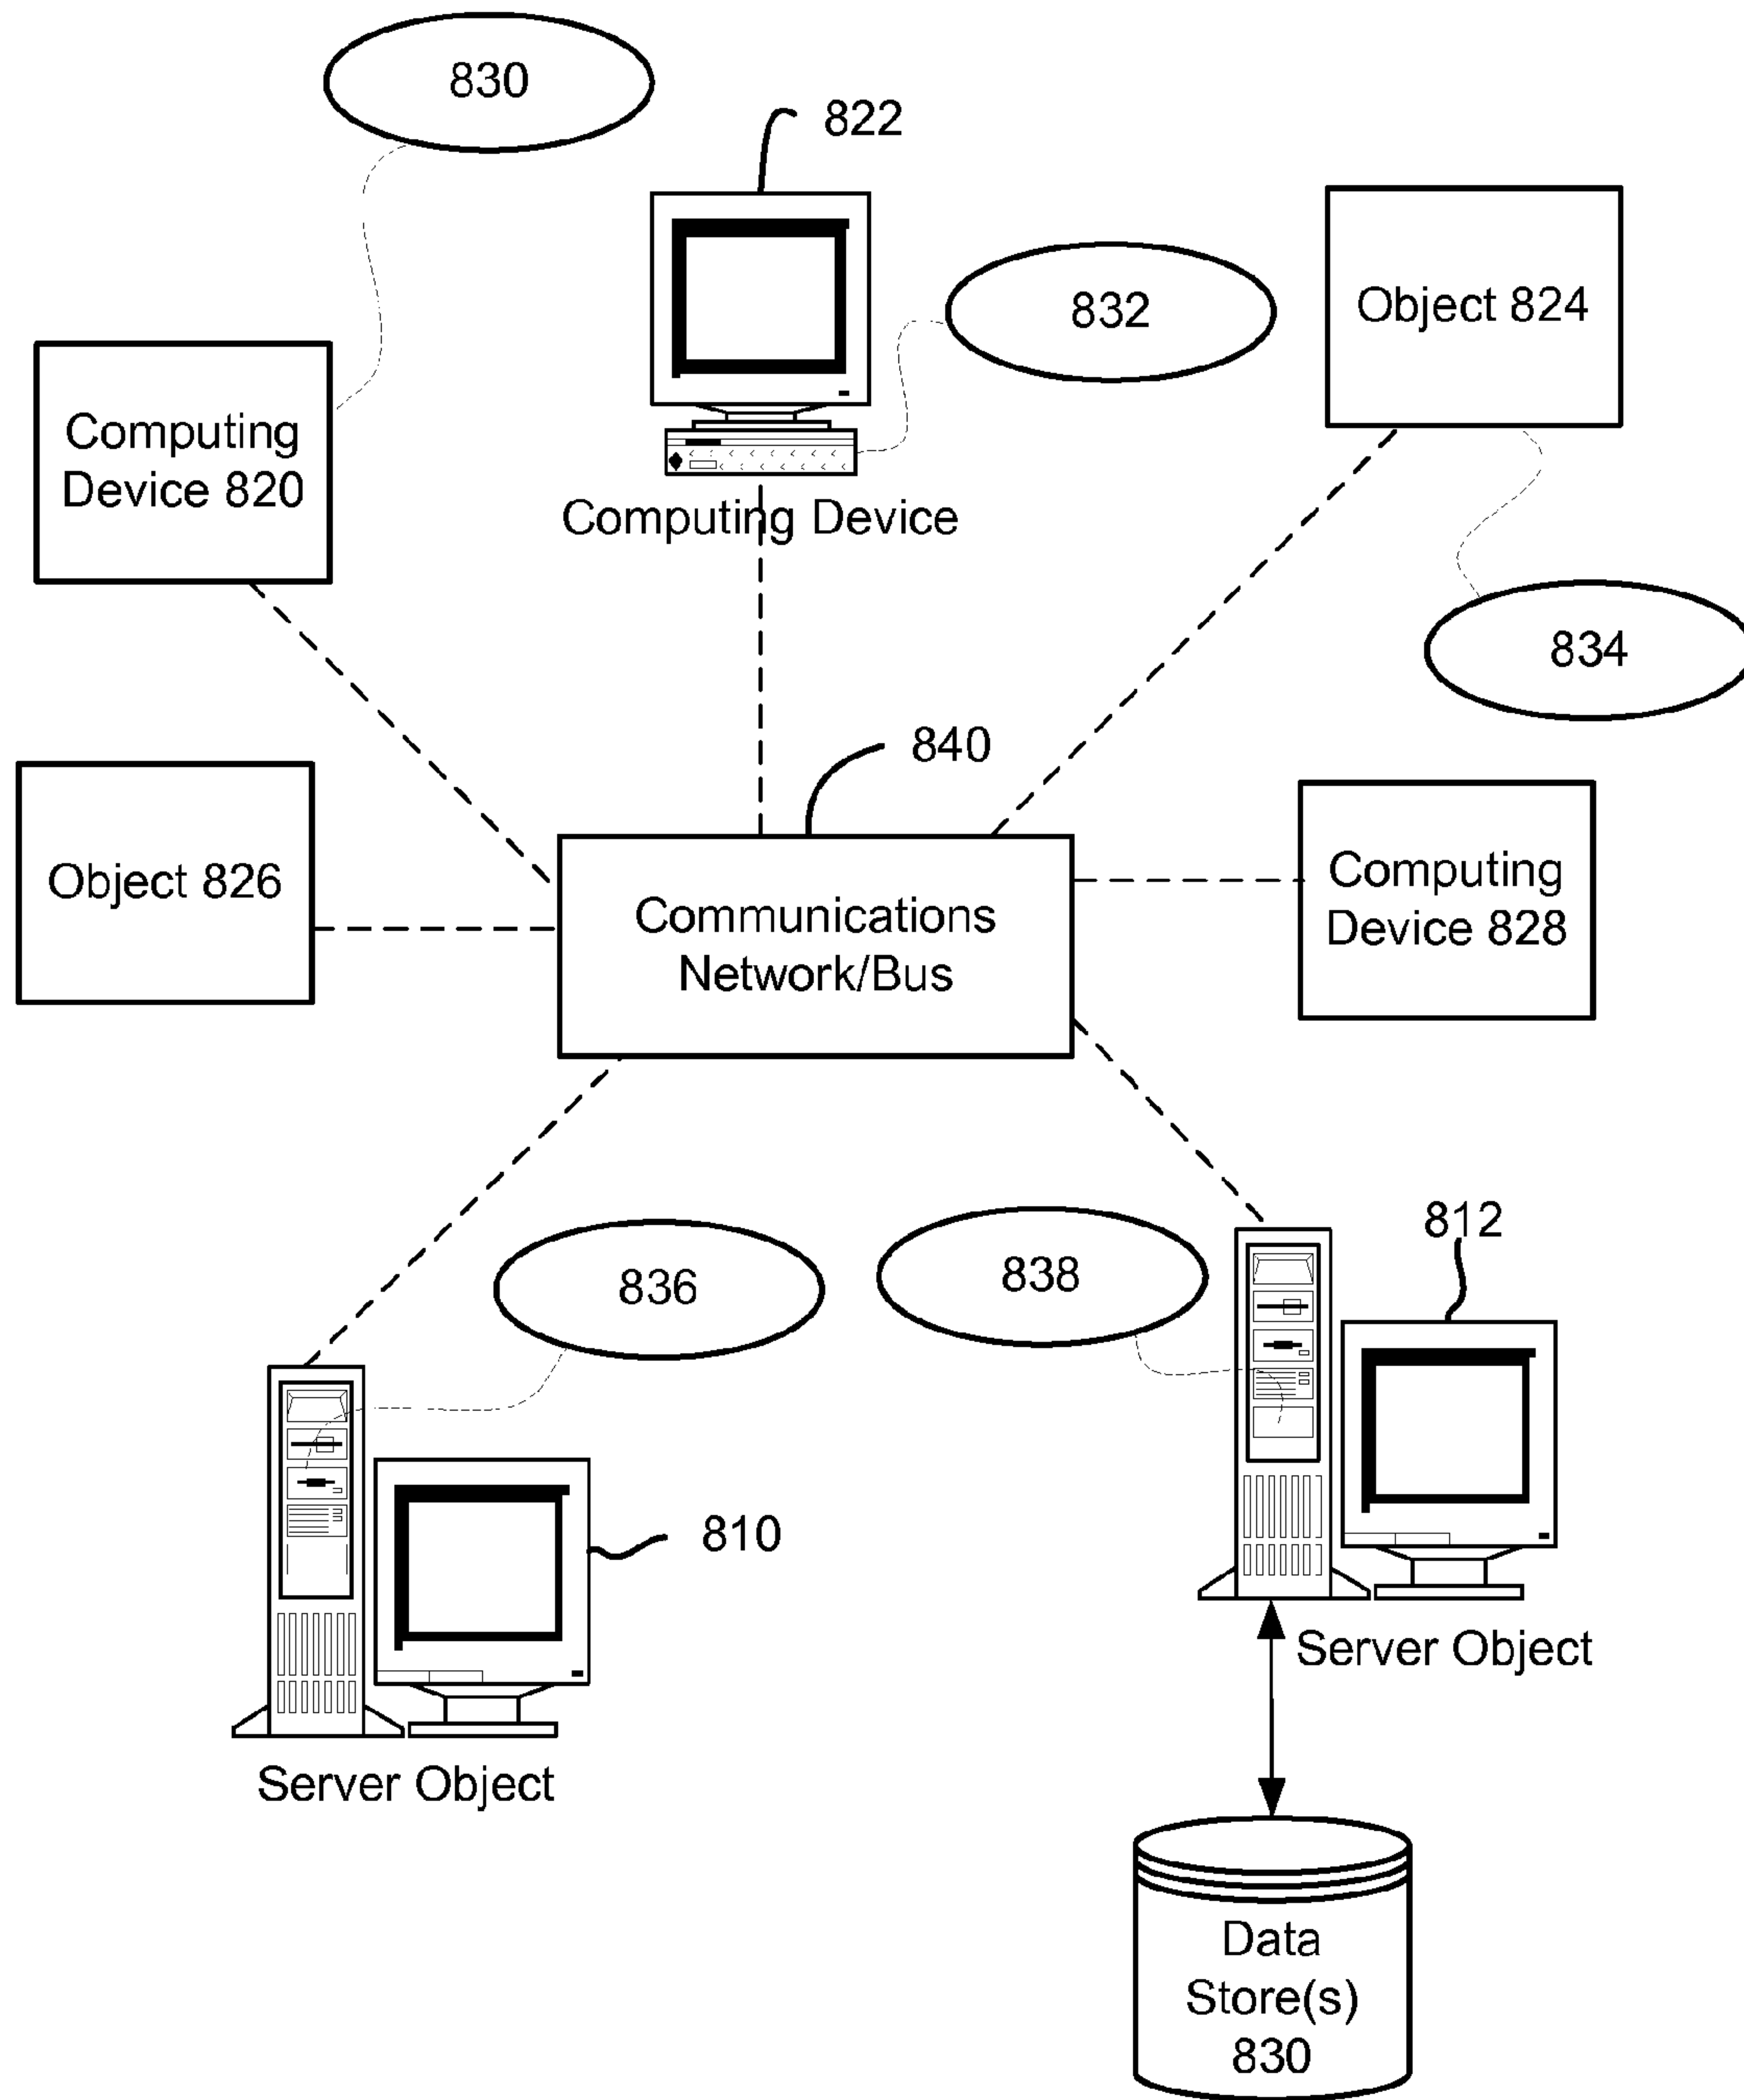 830
822
832
Object 824
Computing
Device 820
Computing Device
834
840
Object 826
Communications
Network/Bus
Computing
Device 828
836
838
812
810
Server Object
Server Object
Data
Store(s)
830